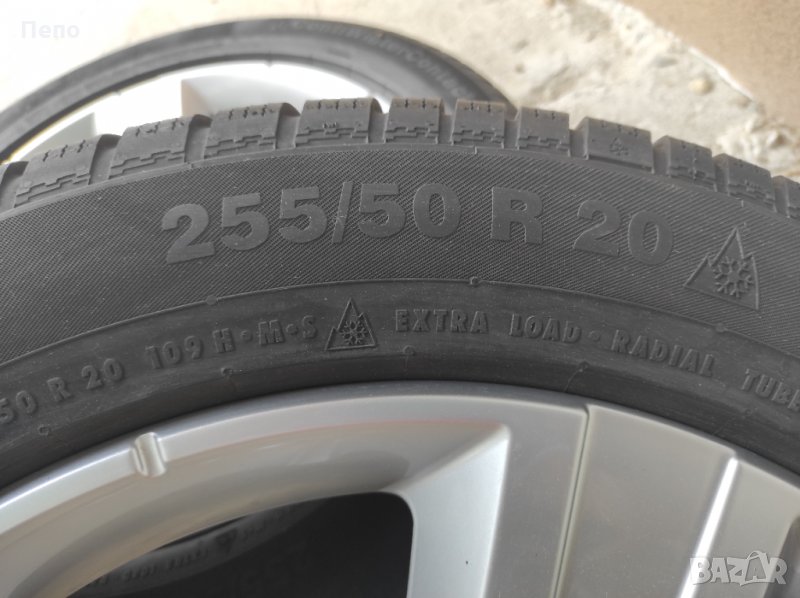 Пепо
255/50 R 20
50 R 20 109 H • M•S EXTRA LOAD • RADIAL TUBE
BAZAR